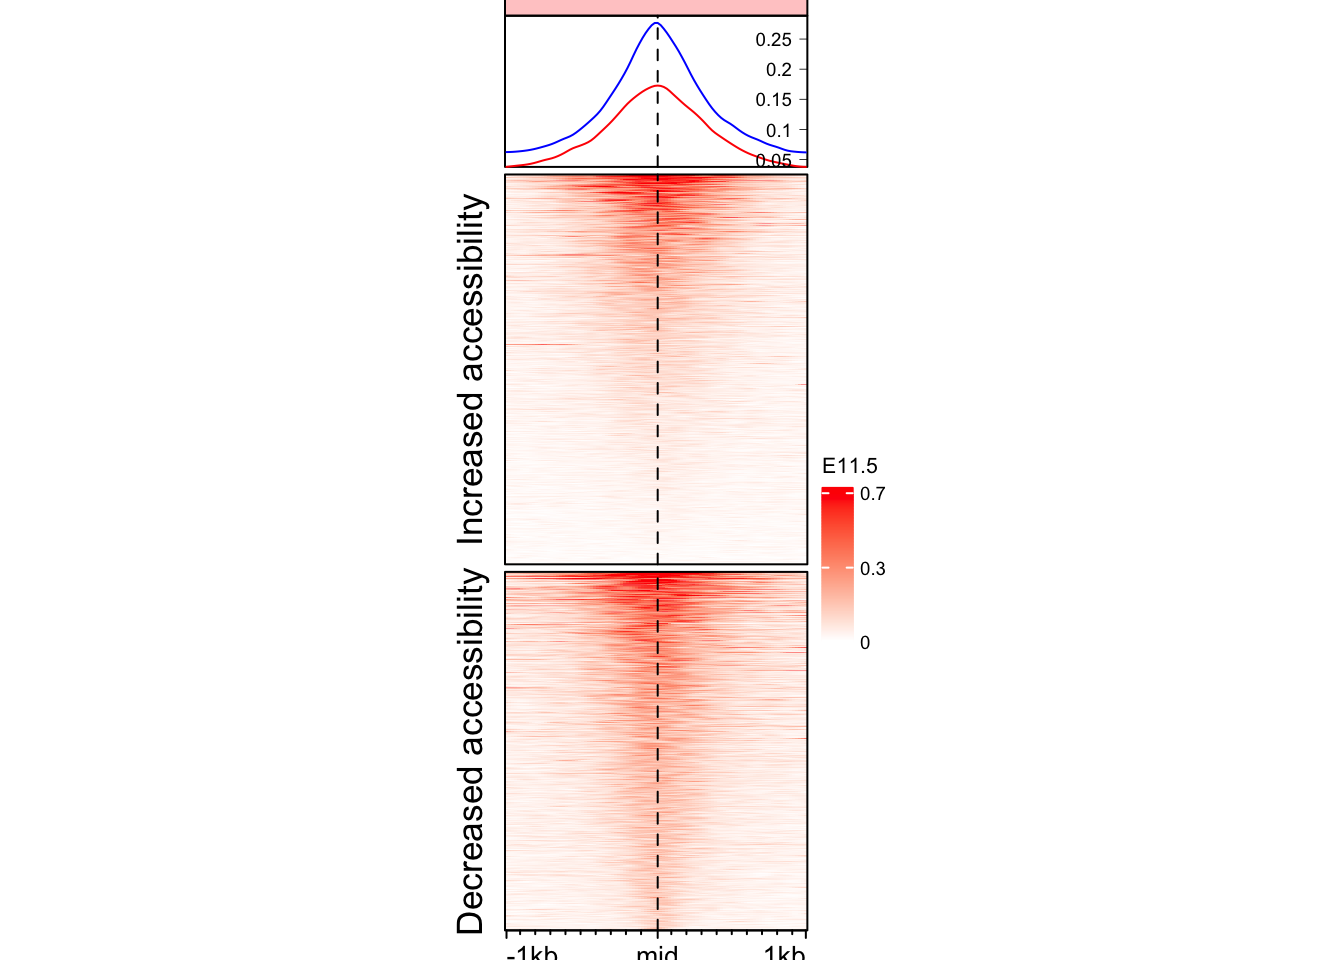 0.25
0.2
0.15
0.1
0.05
Increased accessibility
E11.5
0.7
0.3
0
Decreased accessibility
-1kb
mid
1kb